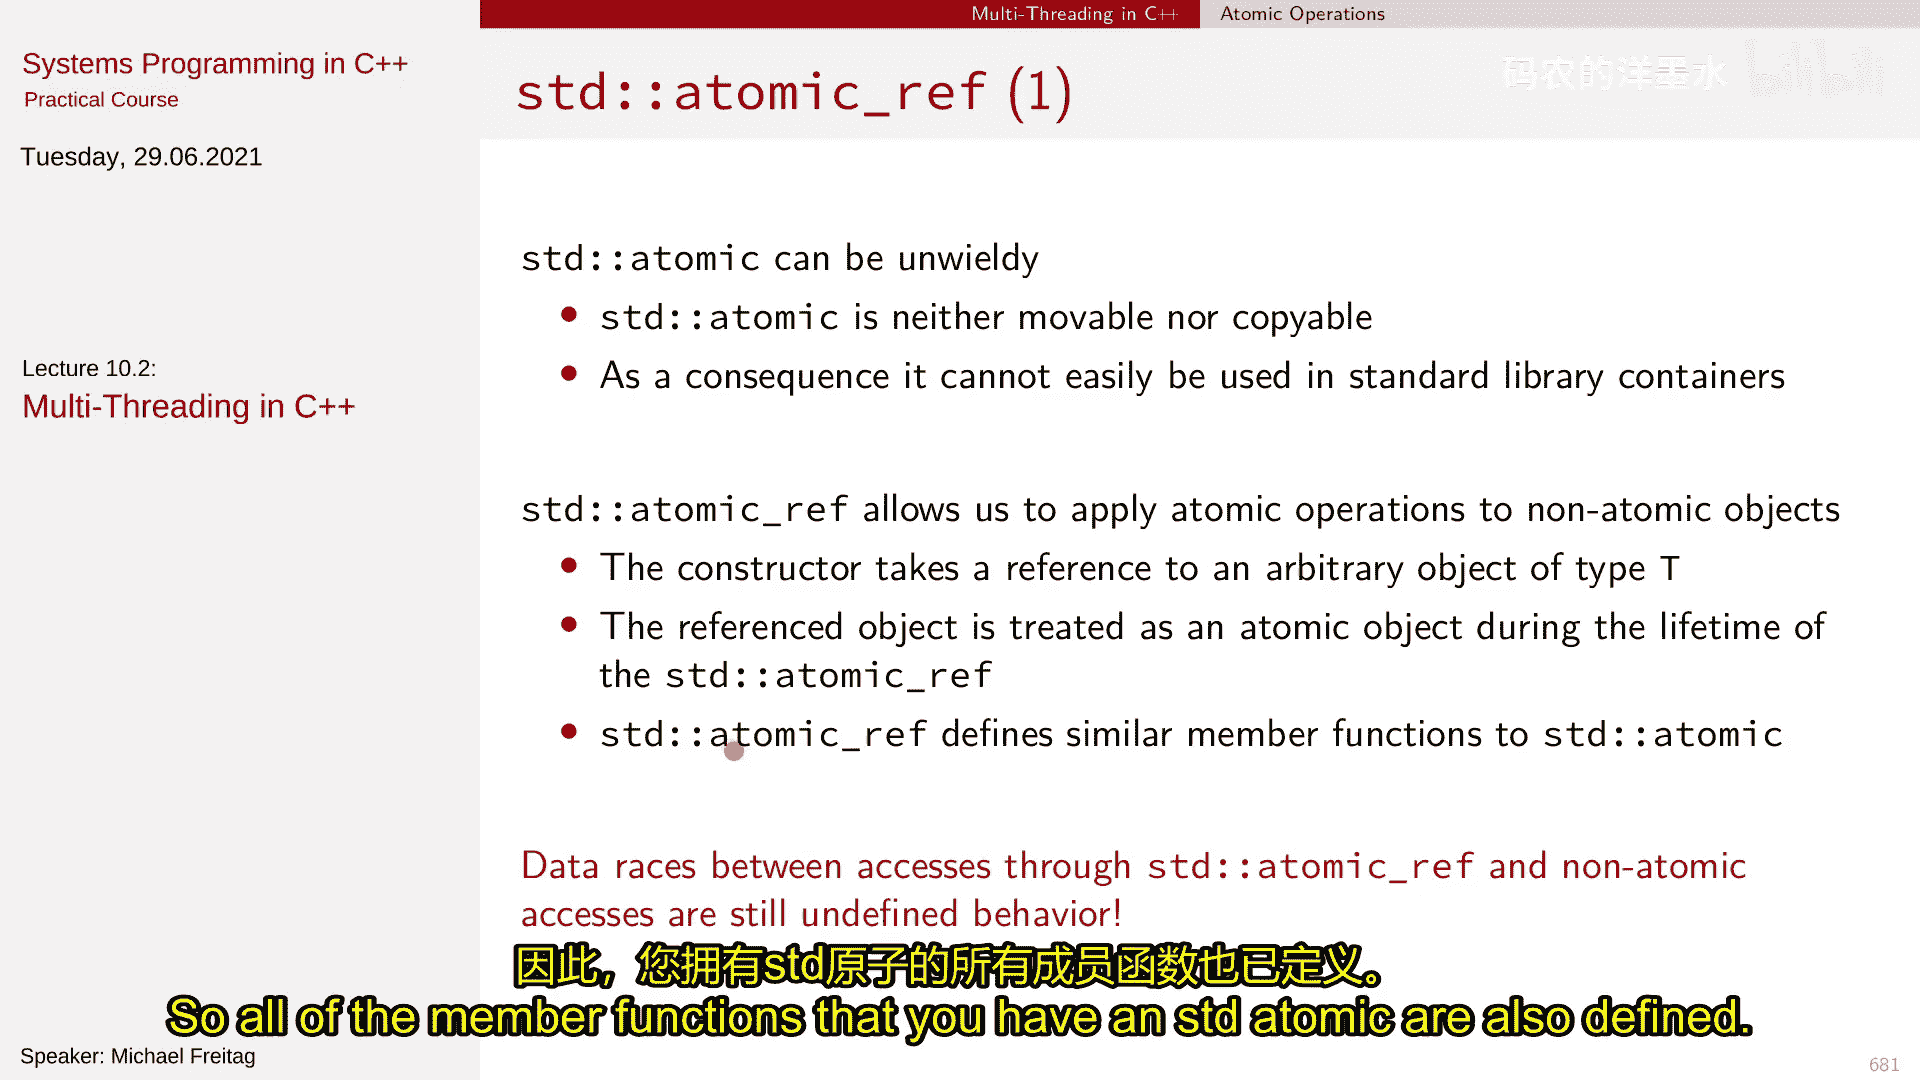 Multi-Threading in C++
Atomic Operations
Systems Programming in C++
Practical Course
Tuesday, 29.06.2021
Lecture 10.2:
Multi-Threading in C++
std::atomic_ref (1)
码农的洋墨水 bilibili
std::atomic can be unwieldy
• std::atomic is neither movable nor copyable
• As a consequence it cannot easily be used in standard library containers
std::atomic_ref allows us to apply atomic operations to non-atomic objects
• The constructor takes a reference to an arbitrary object of type T
• The referenced object is treated as an atomic object during the lifetime of
the std::atomic_ref
• std::atomic_ref defines similar member functions to std::atomic
Data races between accesses through std::atomic_ref and non-atomic
accesses are still undefined behavior!
因此，您拥有std原子的所有成员函数也已定义。
So all of the member functions that you have an std atomic are also defined.
Speaker: Michael Freitag
681